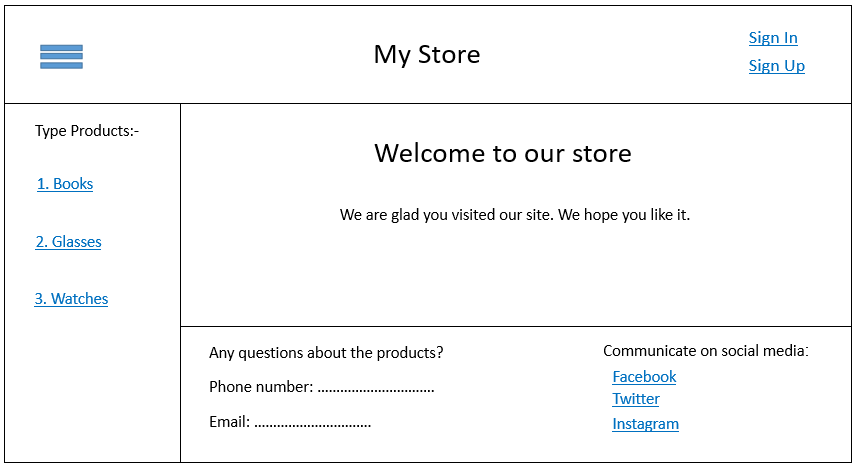 My Store
Sign In
Sign Up
Type Products:-
1. Books
2. Glasses
3. Watches
Welcome to our store
We are glad you visited our site. We hope you like it.
Any questions about the products?
Phone number: ...............................
Email: ...............................
Communicate on social media:
Facebook
Twitter
Instagram